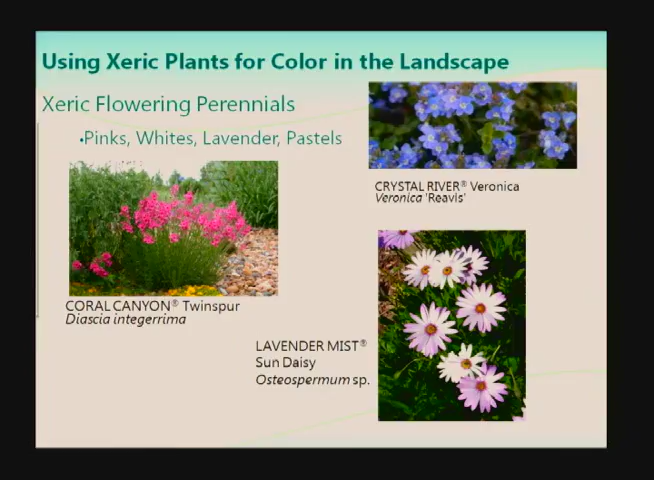 Using Xeric Plants for Color in the Landscape
Xeric Flowering Perennials
•Pinks, Whites, Lavender, Pastels
CRYSTAL RIVER® Veronica
Veronica 'Reavis'
CORAL CANYON® Twinspur
Diascia integerrima
LAVENDER MIST®
Sun Daisy
Osteospermum sp.